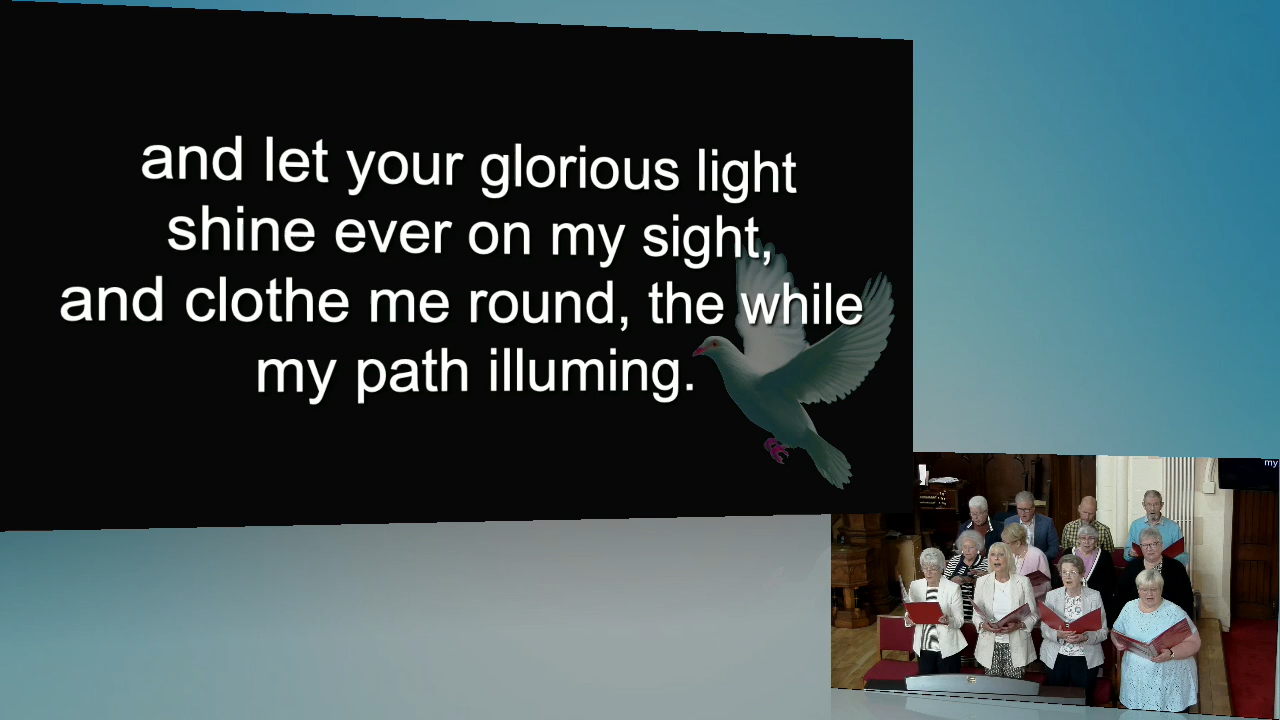 and let your glorious light
shine ever on my sight,
and clothe me round, the while
my path illuming.
my